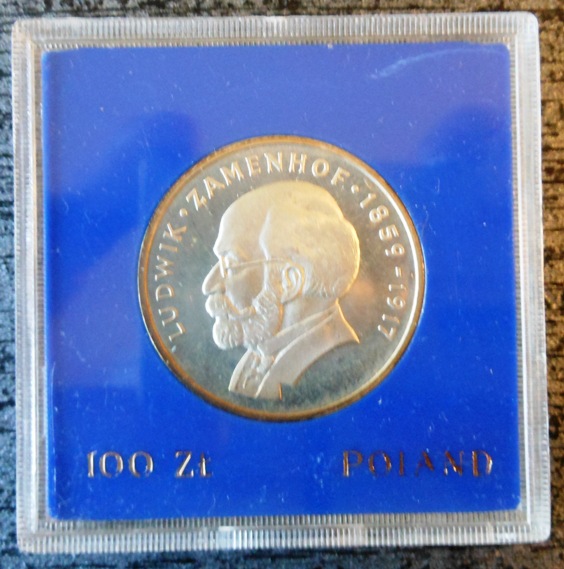 LUDWIK · ZAMENHOF · 1859-1917
100 Zł POLAND